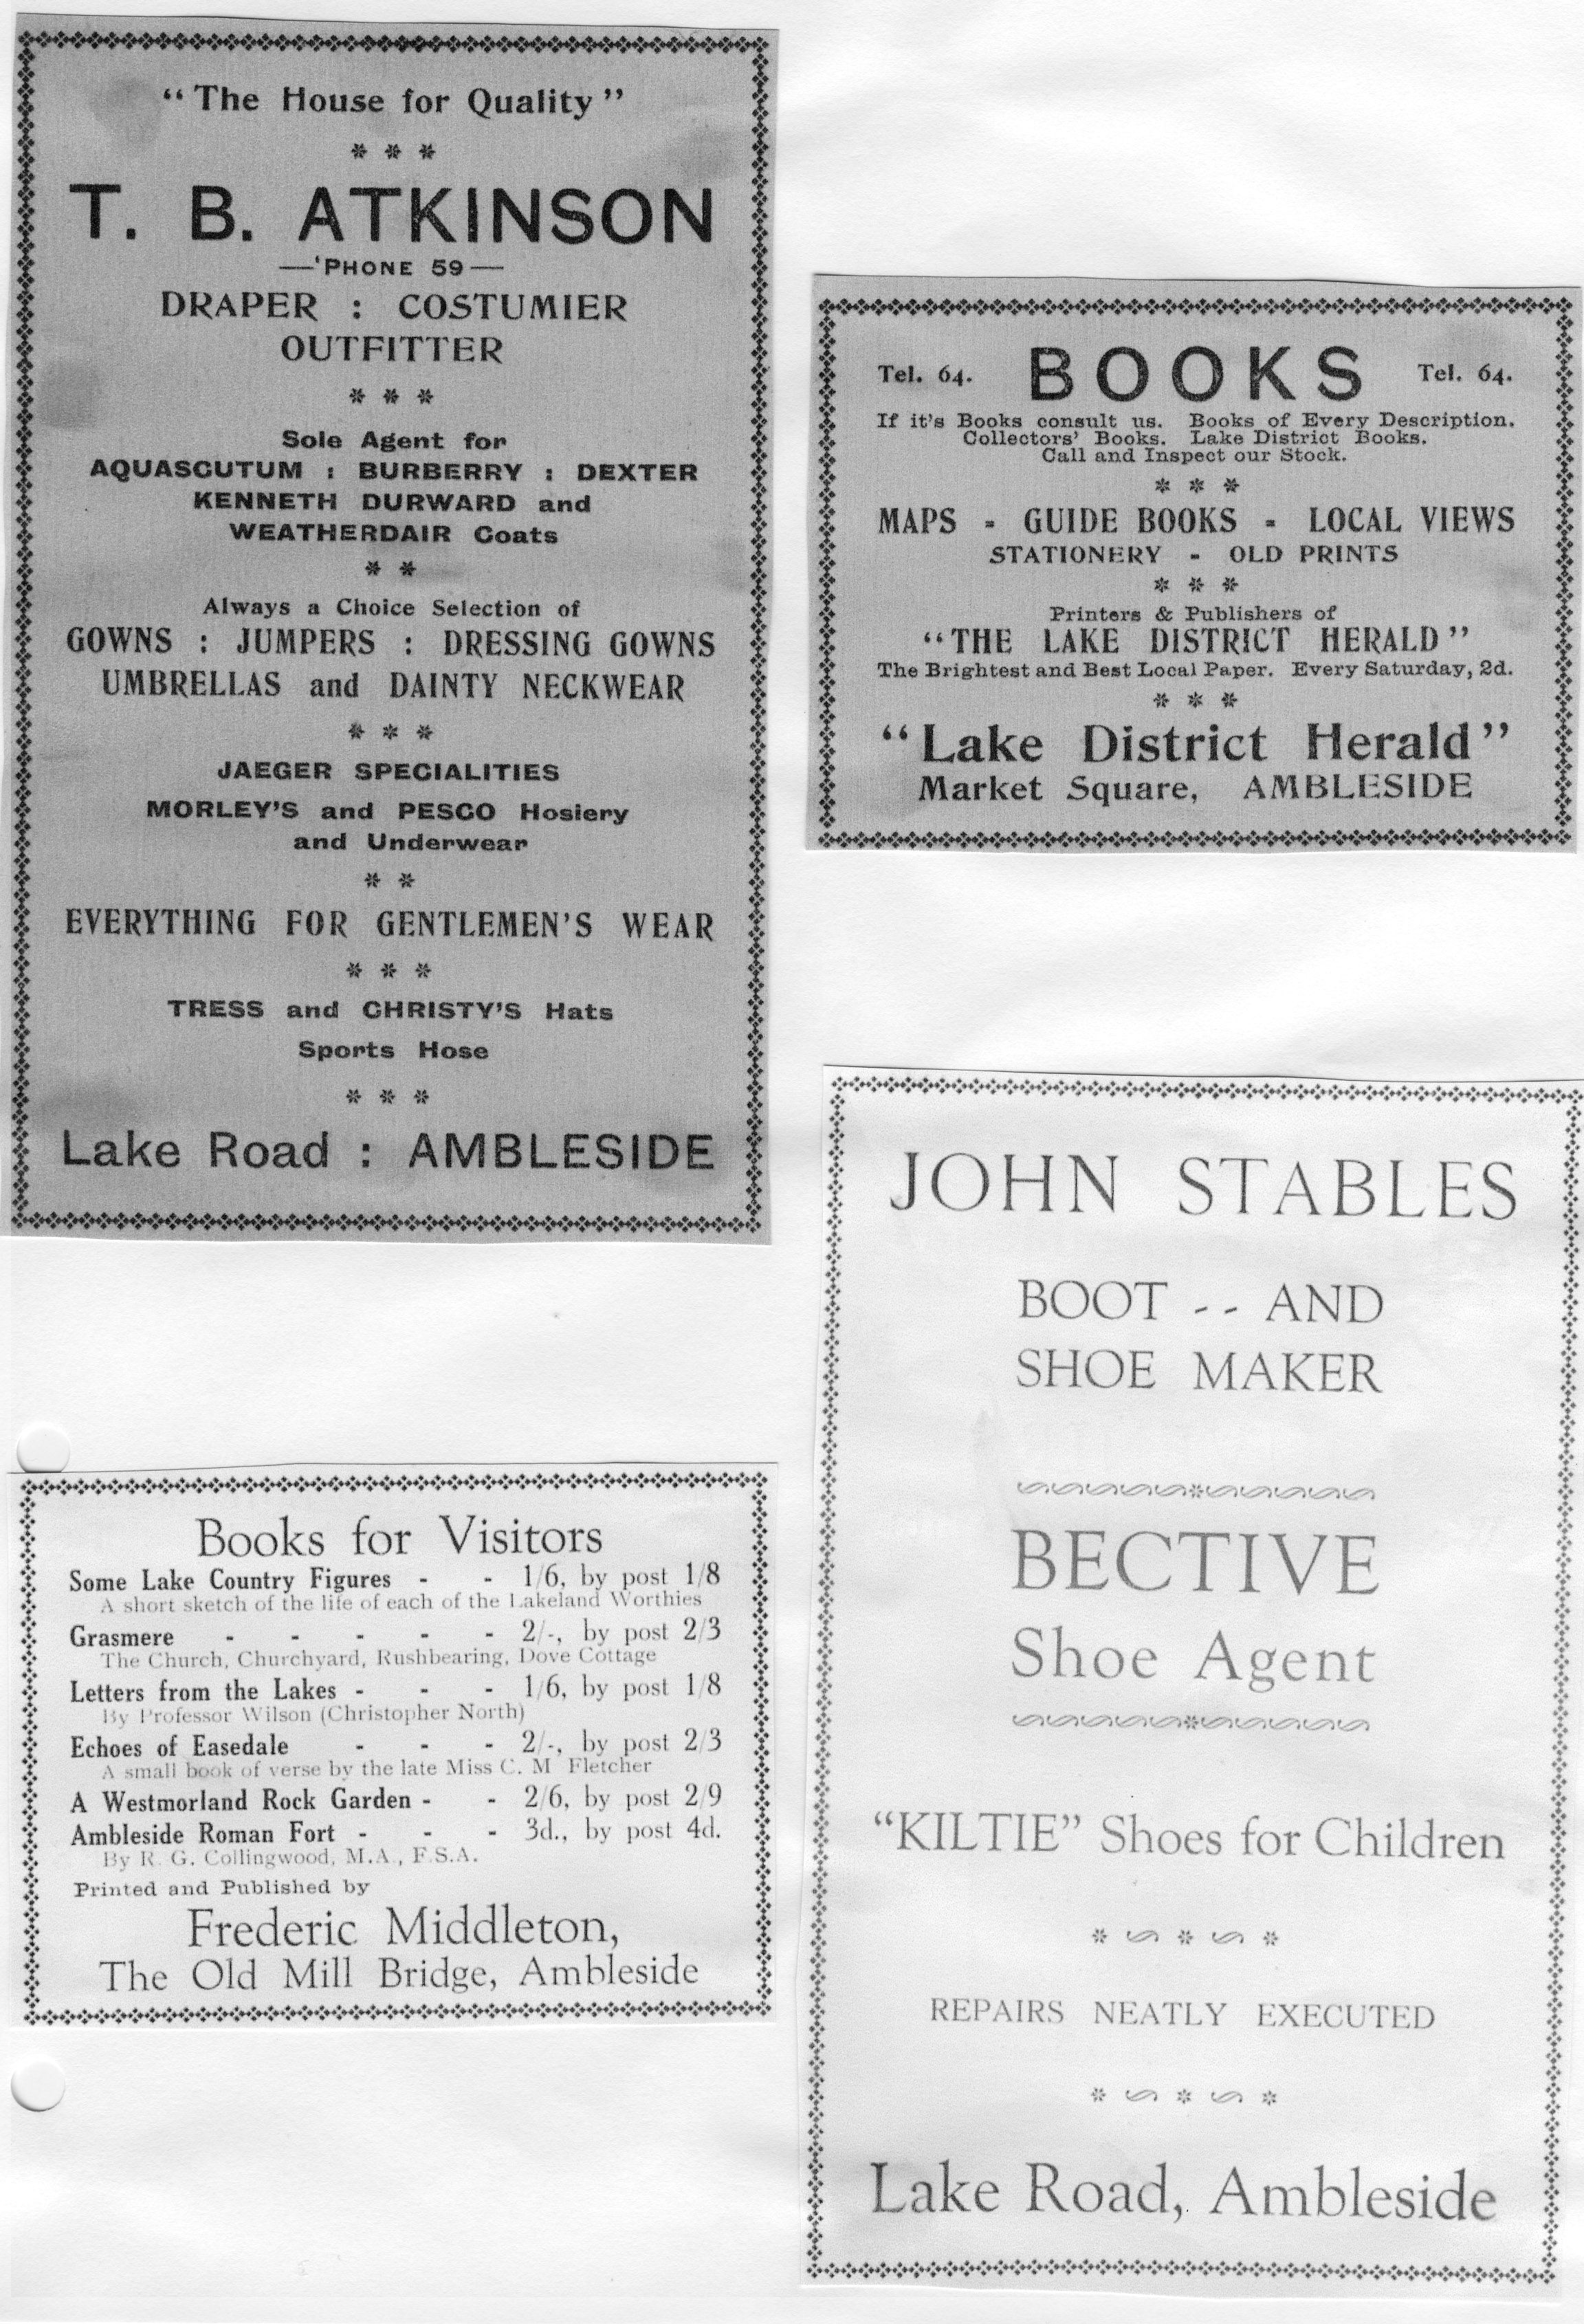 “The House for Quality”
T. B. ATKINSON
—'PHONE 59—
DRAPER : COSTUMIER
OUTFITTER
Sole Agent for
AQUASCUTUM : BURBERRY : DEXTER
KENNETH DURWARD and
WEATHERDAIR Coats
Always a Choice Selection of
GOWNS : JUMPERS : DRESSING GOWNS
UMBRELLAS and DAINTY NECKWEAR
JAEGER SPECIALITIES
MORLEY'S and PESCO Hosiery
and Underwear
EVERYTHING FOR GENTLEMEN'S WEAR
TRESS and CHRISTY'S Hats
Sports Hose
Lake Road : AMBLESIDE
Tel. 64. BOOKS Tel. 64.
If it's Books consult us. Books of Every Description.
Collectors' Books. Lake District Books.
Call and Inspect our Stock.
MAPS - GUIDE BOOKS - LOCAL VIEWS
STATIONERY - OLD PRINTS
Printers & Publishers of
“THE LAKE DISTRICT HERALD”
The Brightest and Best Local Paper. Every Saturday, 2d.
“Lake District Herald”
Market Square, AMBLESIDE
Books for Visitors
Some Lake Country Figures - - 1/6, by post 1/8
A short sketch of the life of each of the Lakeland Worthies
Grasmere - - - - - 2/-, by post 2/3
The Church, Churchyard, Rushbearing, Dove Cottage
Letters from the Lakes - - - 1/6, by post 1/8
By Professor Wilson (Christopher North)
Echoes of Easedale - - - 2/-, by post 2/3
A small book of verse by the late Miss C. M Fletcher
A Westmorland Rock Garden - - 2/6, by post 2/9
Ambleside Roman Fort - - - 3d., by post 4d.
By R. G. Collingwood, M.A., F.S.A.
Printed and Published by
Frederic Middleton,
The Old Mill Bridge, Ambleside
JOHN STABLES
BOOT -- AND
SHOE MAKER
BECTIVE
Shoe Agent
“KILTIE” Shoes for Children
REPAIRS NEATLY EXECUTED
Lake Road, Ambleside